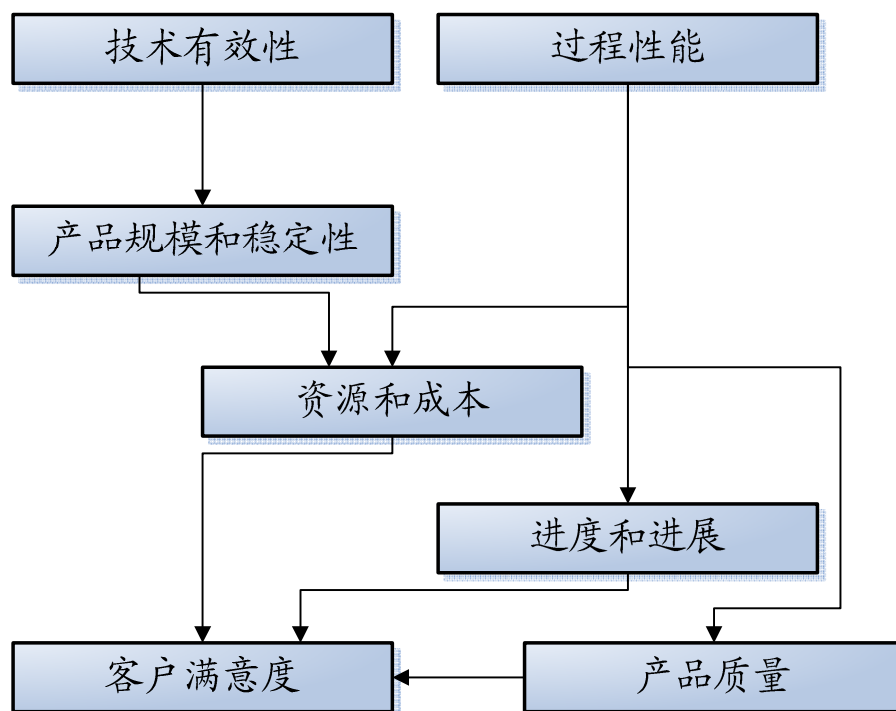 技术有效性
过程性能
产品规模和稳定性
资源和成本
进度和进展
客户满意度
产品质量